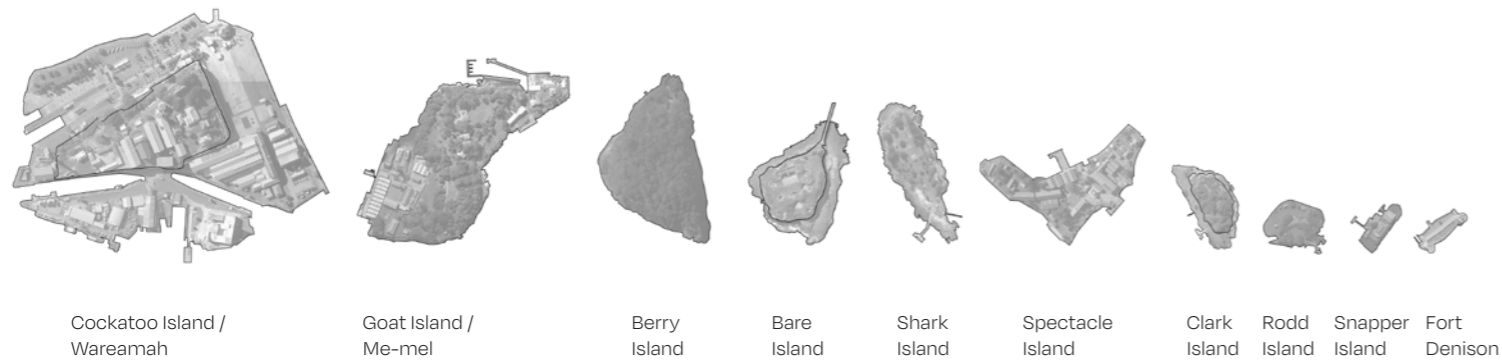 Cockatoo Island /
Wareamah
Goat Island /
Me-mel
Berry
Island
Bare
Island
Shark
Island
Spectacle
Island
Clark
Island
Rodd
Island
Snapper
Island
Fort
Denison